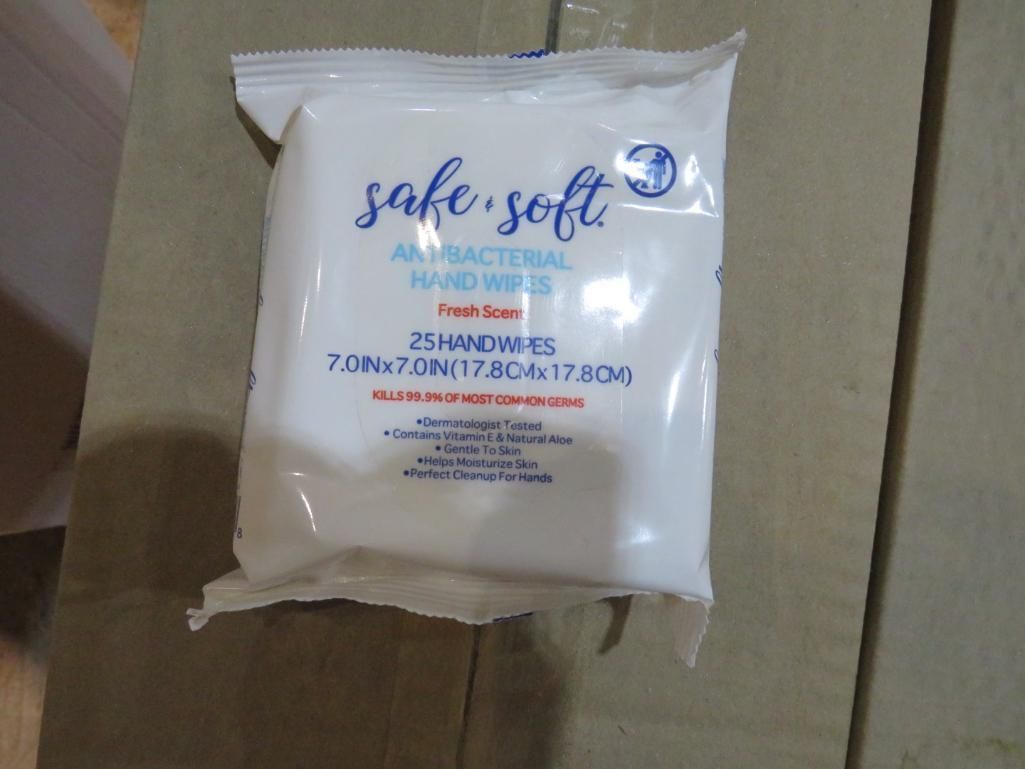 safe & soft®
ANTIBACTERIAL
HAND WIPES
Fresh Scent
25 HAND WIPES
7.0IN x 7.0IN (17.8CM x 17.8CM)
KILLS 99.9% OF MOST COMMON GERMS
•Dermatologist Tested
• Contains Vitamin E & Natural Aloe
• Gentle To Skin
•Helps Moisturize Skin
•Perfect Cleanup For Hands
8